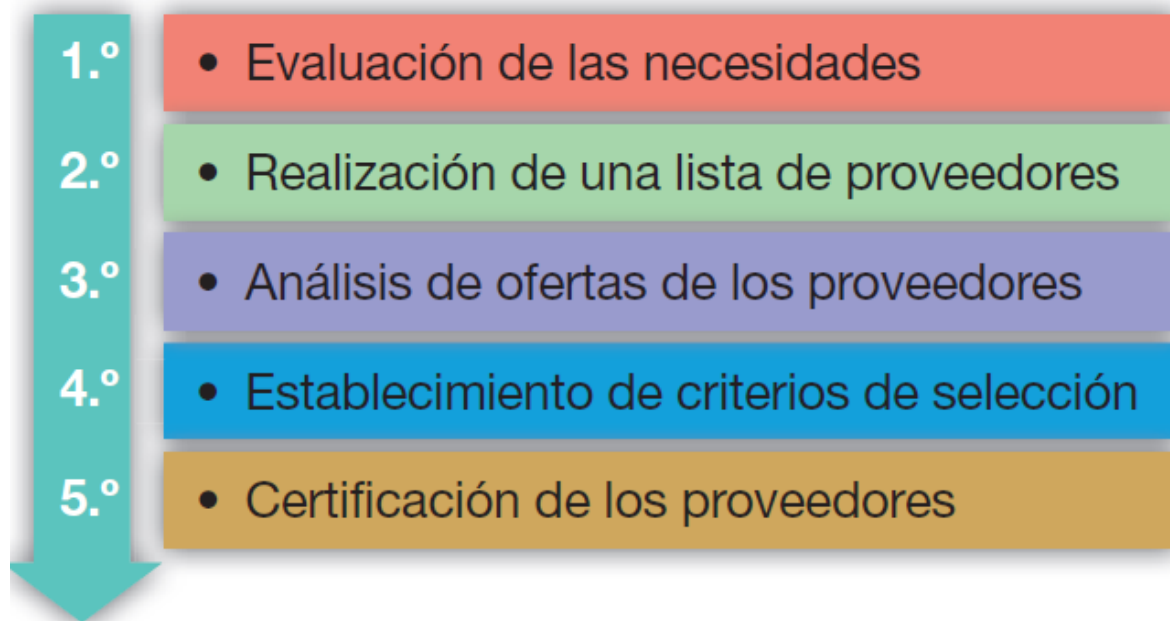 1.º • Evaluación de las necesidades
2.º • Realización de una lista de proveedores
3.º • Análisis de ofertas de los proveedores
4.º • Establecimiento de criterios de selección
5.º • Certificación de los proveedores